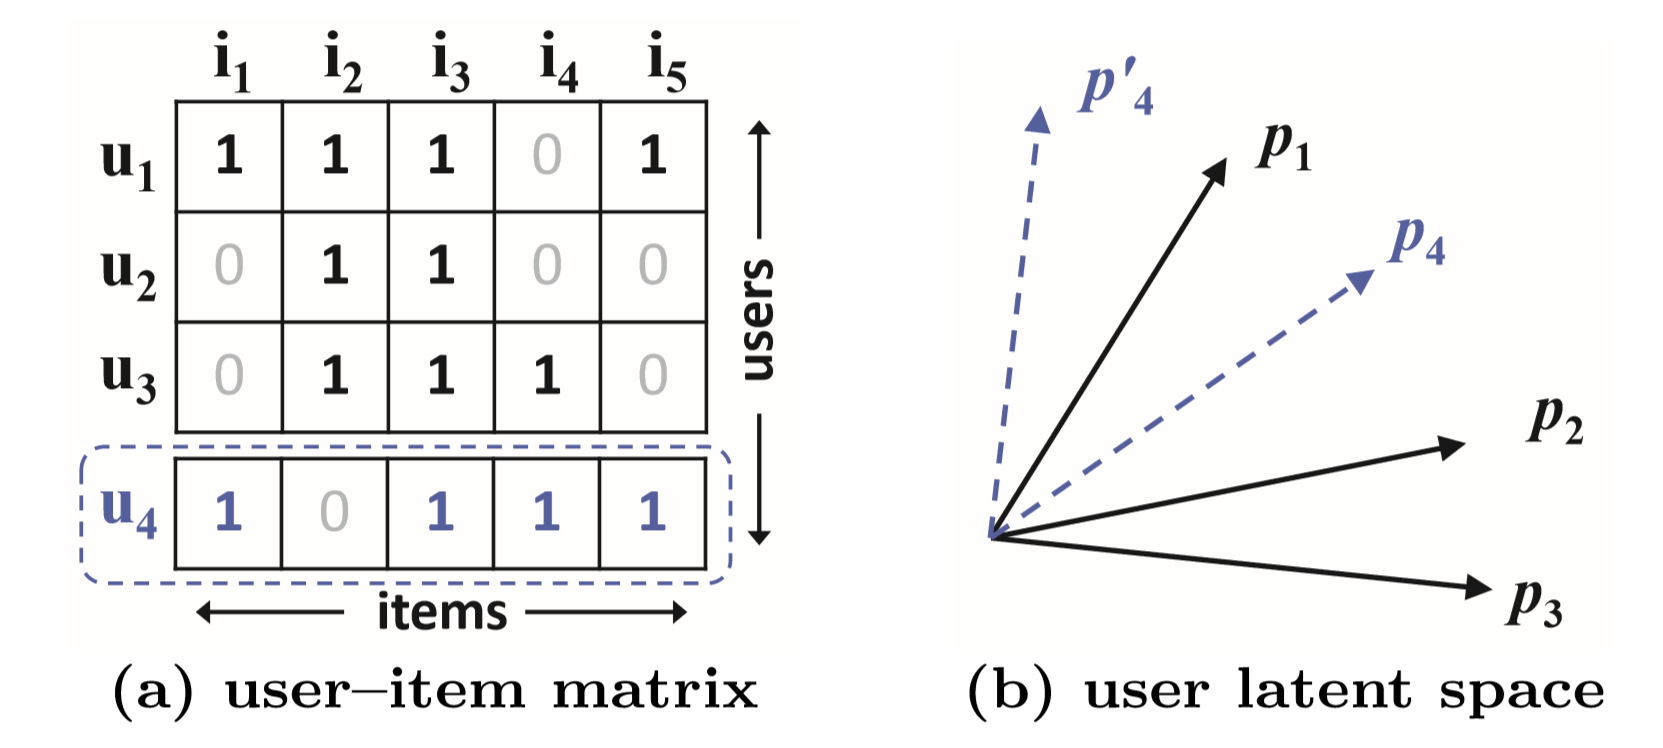 i₁ i₂ i₃ i₄ i₅
u₁ 1 1 1 0 1
u₂ 0 1 1 0 0
u₃ 0 1 1 1 0
u₄ 1 0 1 1 1
users
items
(a) user–item matrix
p'₄
p₁
p₄
p₂
p₃
(b) user latent space